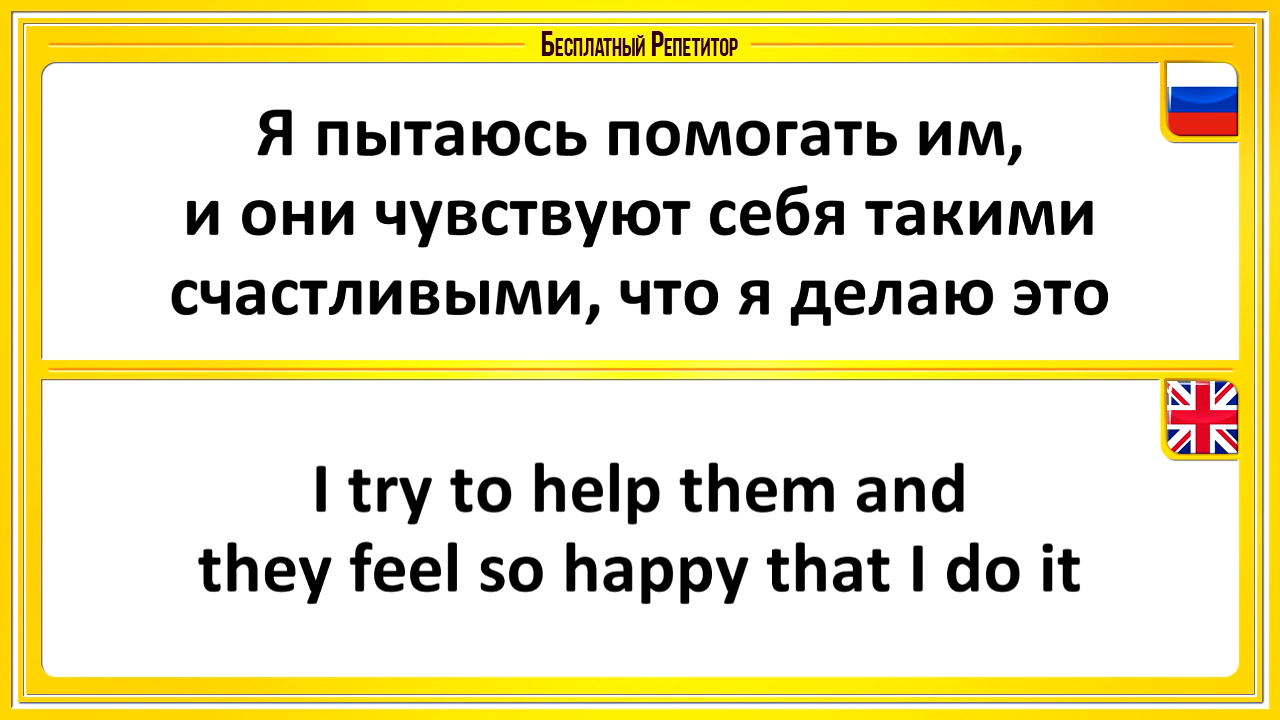 Бесплатный Репетитор
Я пытаюсь помогать им,
и они чувствуют себя такими
счастливыми, что я делаю это
I try to help them and
they feel so happy that I do it